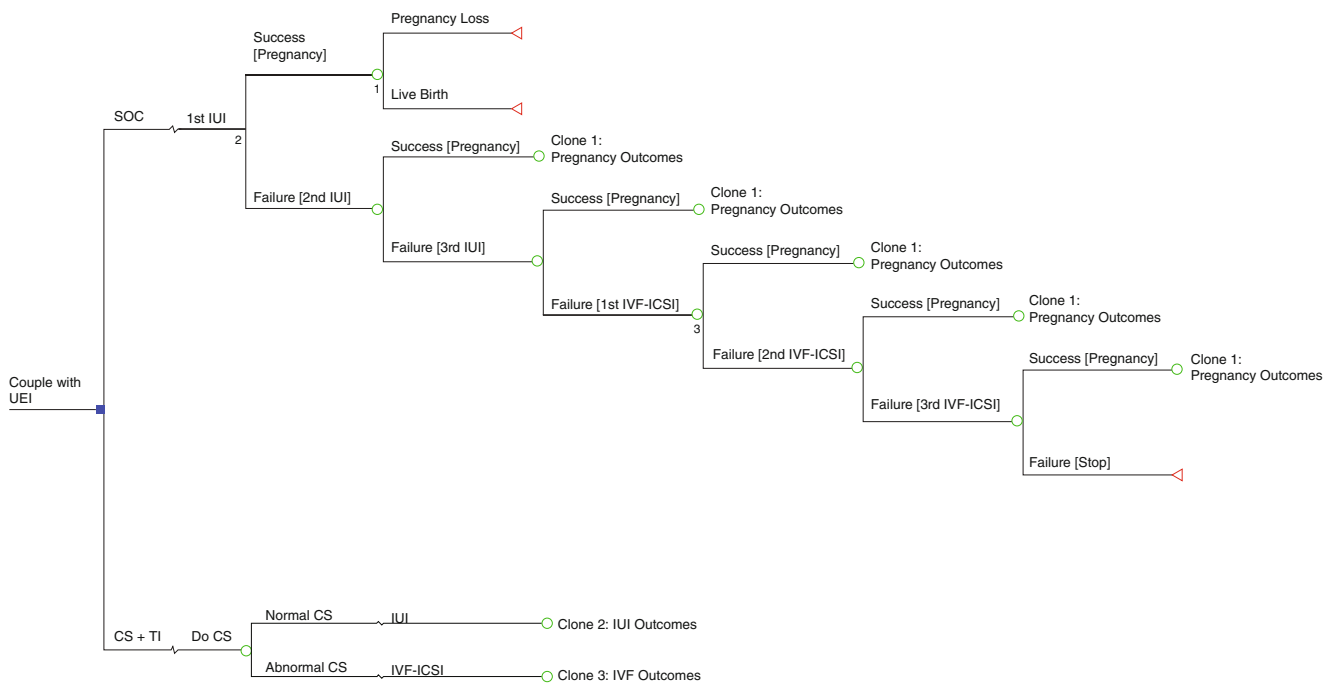 Pregnancy Loss
Success
[Pregnancy]
1
Live Birth
SOC
1st IUI
2
Success [Pregnancy]
Clone 1:
Pregnancy Outcomes
Failure [2nd IUI]
Success [Pregnancy]
Clone 1:
Pregnancy Outcomes
Failure [3rd IUI]
Success [Pregnancy]
Clone 1:
Pregnancy Outcomes
Failure [1st IVF-ICSI]
3
Success [Pregnancy]
Clone 1:
Pregnancy Outcomes
Failure [2nd IVF-ICSI]
Success [Pregnancy]
Clone 1:
Pregnancy Outcomes
Failure [3rd IVF-ICSI]
Failure [Stop]
Couple with
UEI
CS + TI
Do CS
Normal CS
IUI
Clone 2: IUI Outcomes
Abnormal CS
IVF-ICSI
Clone 3: IVF Outcomes